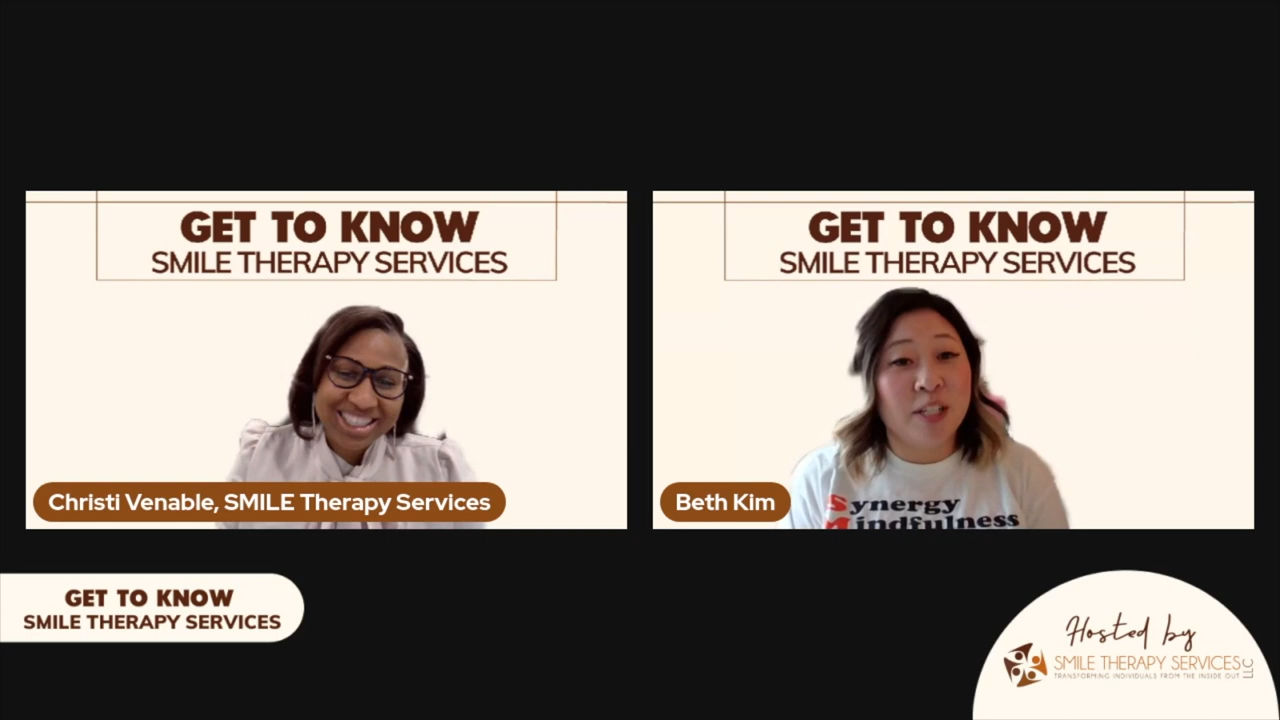 GET TO KNOW
SMILE THERAPY SERVICES
Christi Venable, SMILE Therapy Services
GET TO KNOW
SMILE THERAPY SERVICES
Synergy
Mindfulness
Beth Kim
GET TO KNOW
SMILE THERAPY SERVICES
Hosted by
SMILE THERAPY SERVICES LLC
TRANSFORMING INDIVIDUALS FROM THE INSIDE OUT